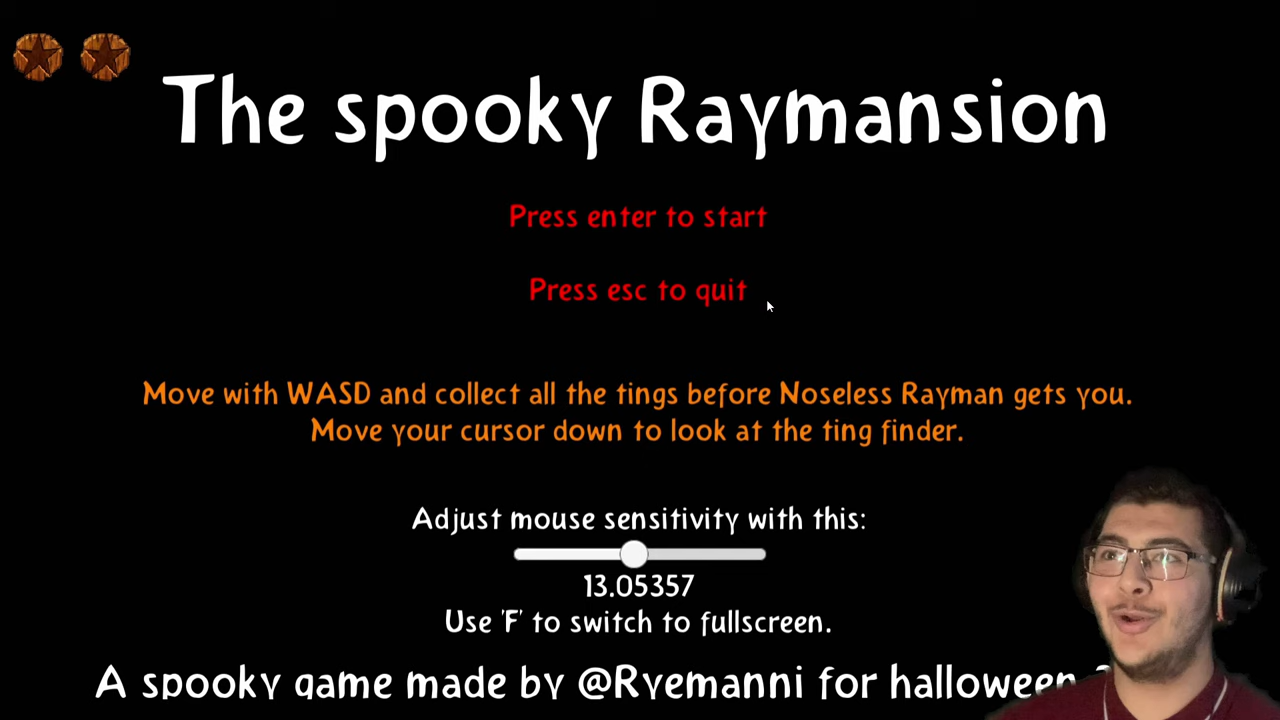 The spooky Raymansion
Press enter to start
Press esc to quit
Move with WASD and collect all the tings before Noseless Rayman gets you.
Move your cursor down to look at the ting finder.
Adjust mouse sensitivity with this:
13.05357
Use 'F' to switch to fullscreen.
A spooky game made by @Ryemanni for halloween